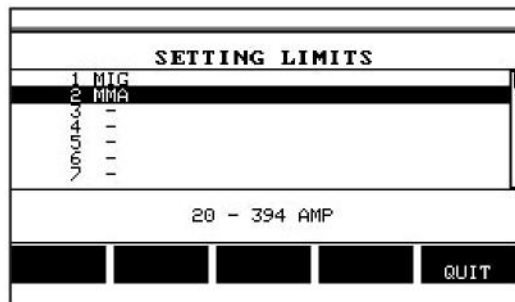 SETTING LIMITS
1 MIG
2 MMA
3 -
4 -
5 -
6 -
7 -
20 - 394 AMP
QUIT